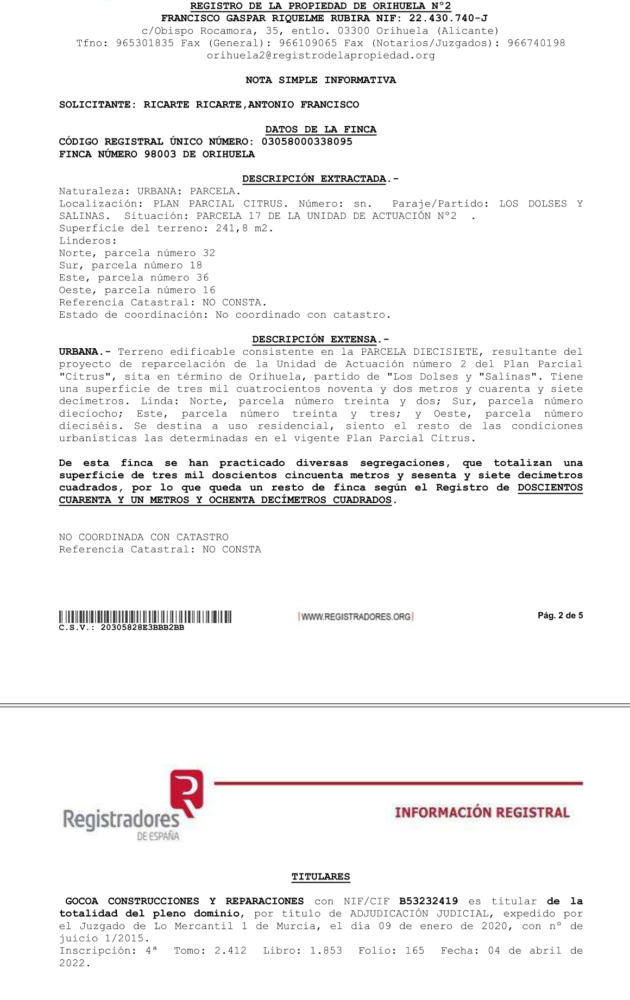 REGISTRO DE LA PROPIEDAD DE ORIHUELA Nº2
FRANCISCO GASPAR RIQUELME RUBIRA NIF: 22.430.740-J
c/Obispo Rocamora, 35, entlo. 03300 Orihuela (Alicante)
Tfno: 965301835 Fax (General): 966109065 Fax (Notarios/Juzgados): 966740198
orihuela2@registrodelapropiedad.org
NOTA SIMPLE INFORMATIVA
SOLICITANTE: RICARTE RICARTE,ANTONIO FRANCISCO
DATOS DE LA FINCA
CÓDIGO REGISTRAL ÚNICO NÚMERO: 03058000338095
FINCA NÚMERO 98003 DE ORIHUELA
DESCRIPCIÓN EXTRACTADA.-
Naturaleza: URBANA: PARCELA.
Localización: PLAN PARCIAL CITRUS. Número: sn. Paraje/Partido: LOS DOLSES Y
SALINAS. Situación: PARCELA 17 DE LA UNIDAD DE ACTUACIÓN Nº2 .
Superficie del terreno: 241,8 m2.
Linderos:
Norte, parcela número 32
Sur, parcela número 18
Este, parcela número 36
Oeste, parcela número 16
Referencia Catastral: NO CONSTA.
Estado de coordinación: No coordinado con catastro.
DESCRIPCIÓN EXTENSA.-
URBANA.- Terreno edificable consistente en la PARCELA DIECISIETE, resultante del
proyecto de reparcelación de la Unidad de Actuación número 2 del Plan Parcial
"Citrus", sita en término de Orihuela, partido de "Los Dolses y "Salinas". Tiene
una superficie de tres mil cuatrocientos noventa y dos metros y cuarenta y siete
decímetros. Linda: Norte, parcela número treinta y dos; Sur, parcela número
dieciocho; Este, parcela número treinta y tres; y Oeste, parcela número
dieciséis. Se destina a uso residencial, siento el resto de las condiciones
urbanísticas las determinadas en el vigente Plan Parcial Citrus.
De esta finca se han practicado diversas segregaciones, que totalizan una
superficie de tres mil doscientos cincuenta metros y sesenta y siete decímetros
cuadrados, por lo que queda un resto de finca según el Registro de DOSCIENTOS
CUARENTA Y UN METROS Y OCHENTA DECÍMETROS CUADRADOS.
NO COORDINADA CON CATASTRO
Referencia Catastral: NO CONSTA
C.S.V.: 20305828E3BBB2BB
|WWW.REGISTRADORES.ORG|
Pág. 2 de 5
Registradores
DE ESPAÑA
INFORMACIÓN REGISTRAL
TITULARES
GOCOA CONSTRUCCIONES Y REPARACIONES con NIF/CIF B53232419 es titular de la
totalidad del pleno dominio, por título de ADJUDICACIÓN JUDICIAL, expedido por
el Juzgado de Lo Mercantil 1 de Murcia, el día 09 de enero de 2020, con nº de
juicio 1/2015.
Inscripción: 4ª Tomo: 2.412 Libro: 1.853 Folio: 165 Fecha: 04 de abril de
2022.